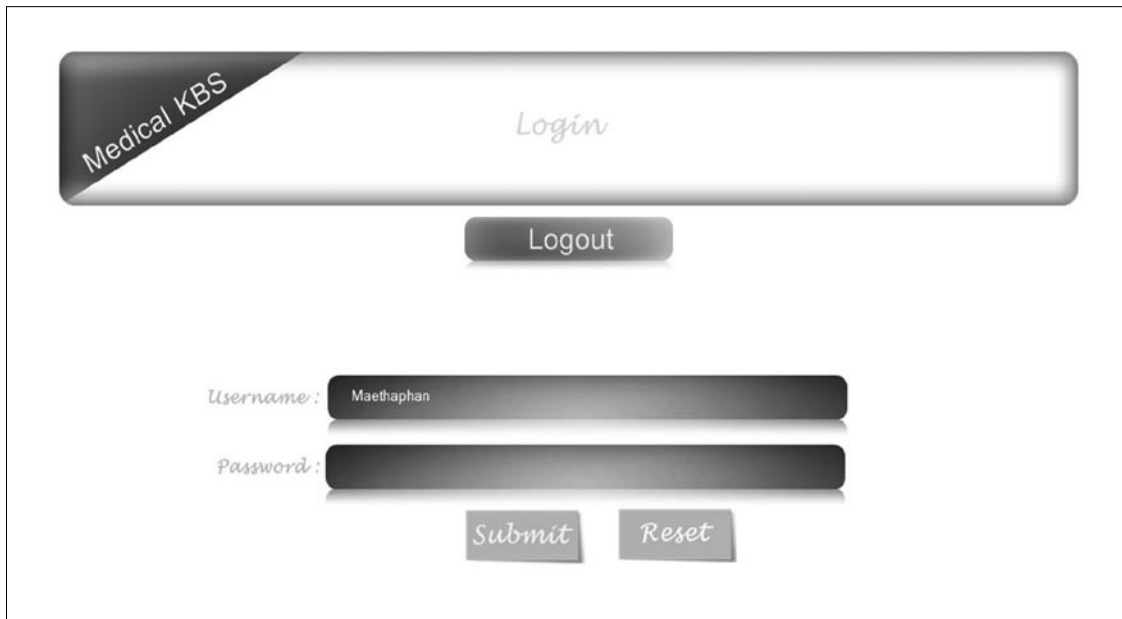 Medical KBS
Login
Logout
Username : Maethaphan
Password :
Submit Reset